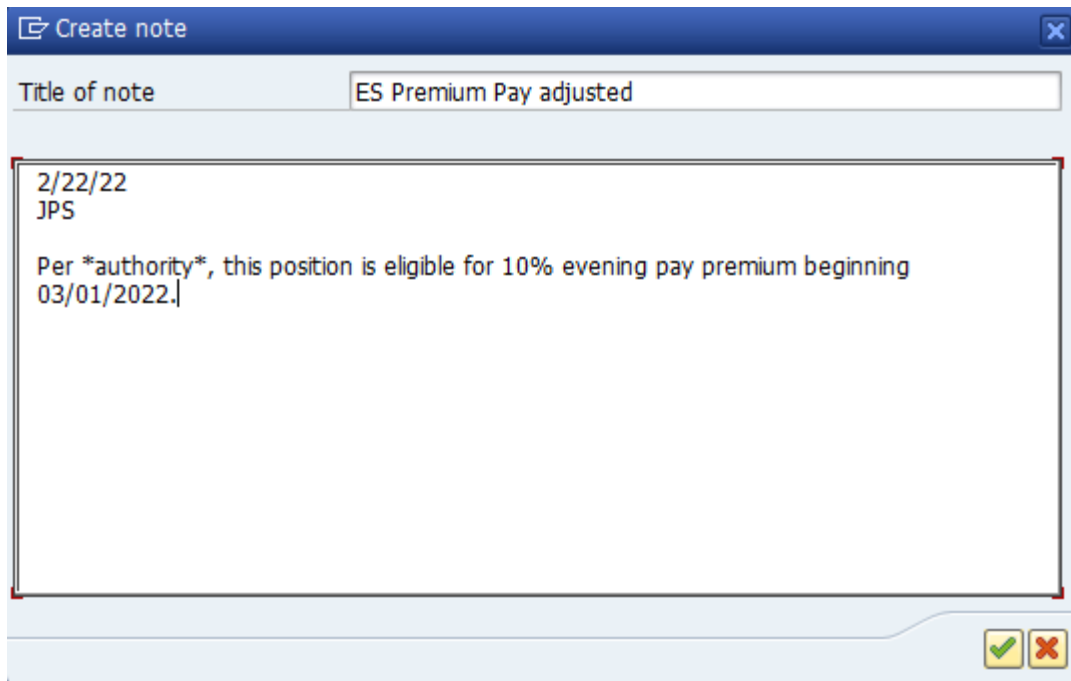 Create note
Title of note ES Premium Pay adjusted
2/22/22
JPS
Per *authority*, this position is eligible for 10% evening pay premium beginning
03/01/2022.